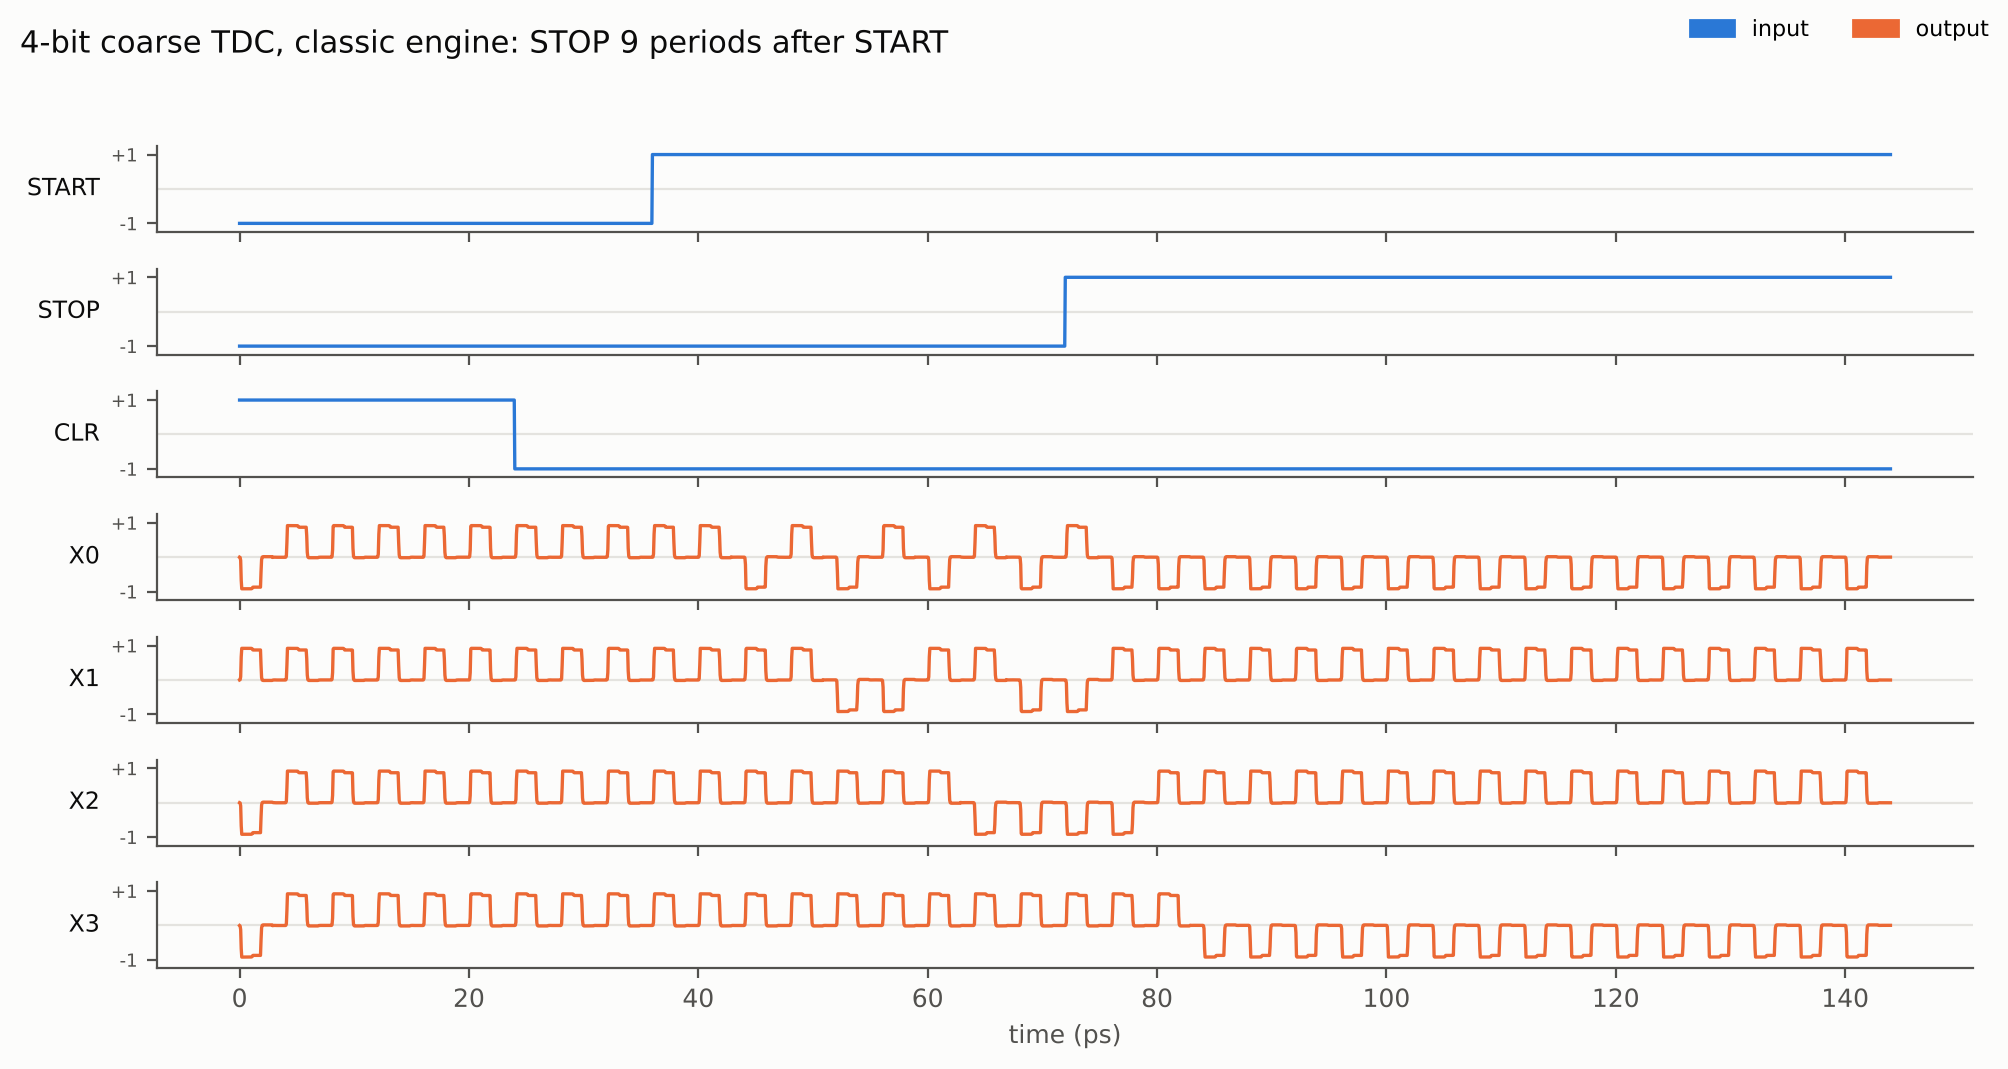 4-bit coarse TDC, classic engine: STOP 9 periods after START
input
output
+1
START
-1
+1
STOP
-1
+1
CLR
-1
+1
X0
-1
+1
X1
-1
+1
X2
-1
+1
X3
-1
0 20 40 60 80 100 120 140
time (ps)